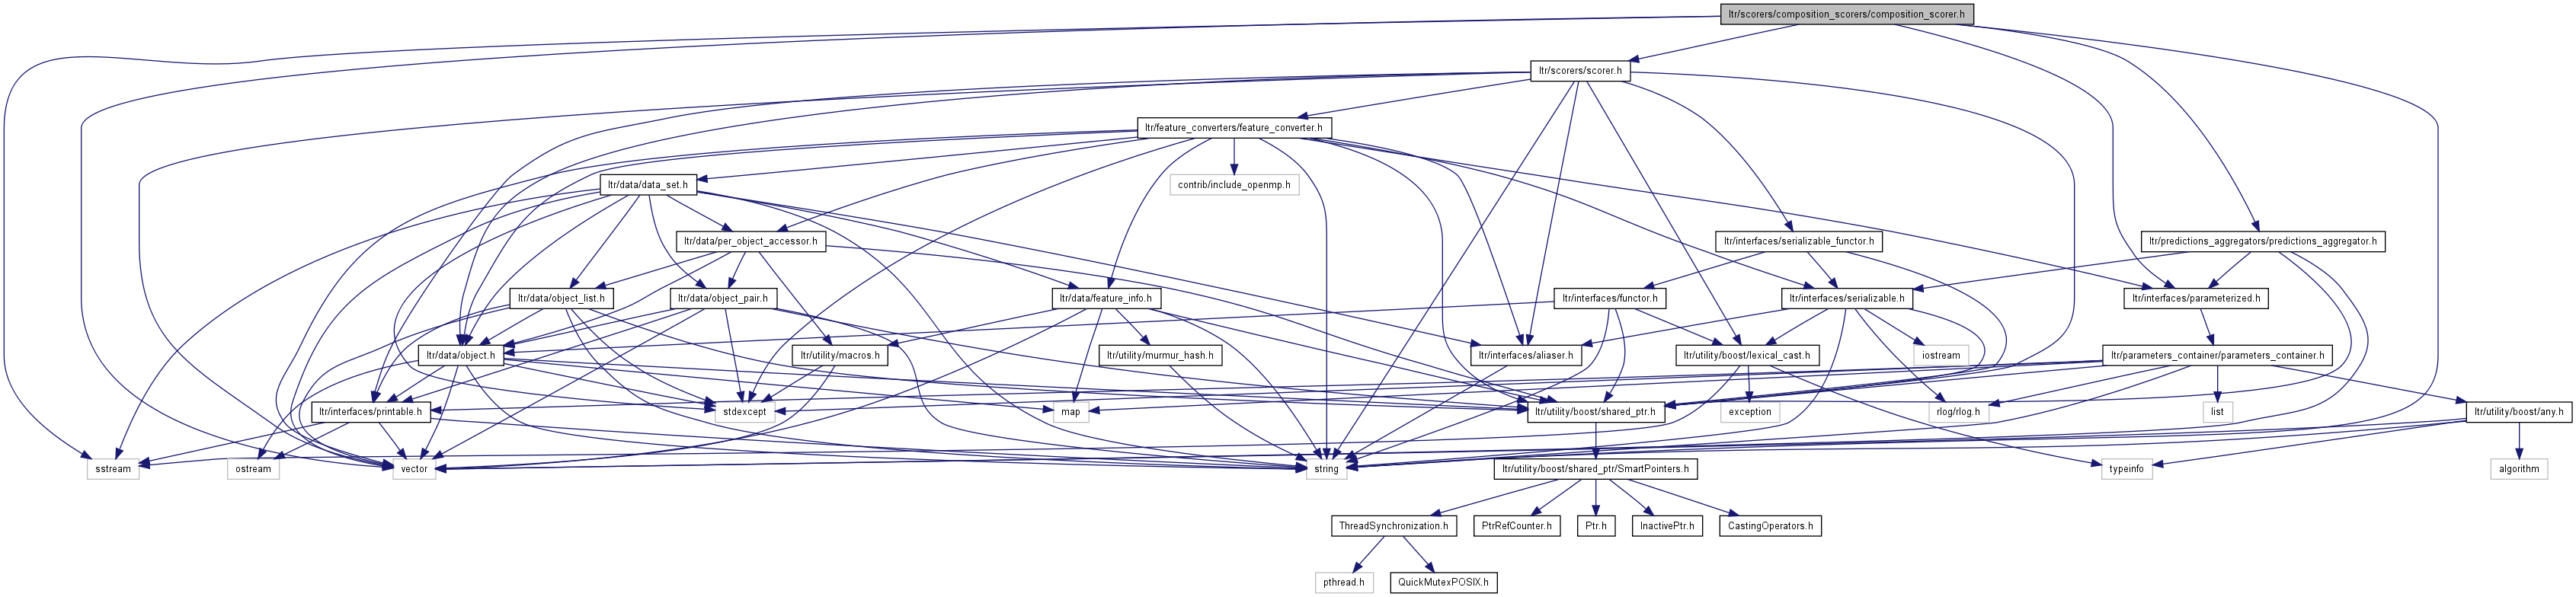 ltr/scorers/composition_scorers/composition_scorer.h
ltr/scorers/scorer.h
ltr/feature_converters/feature_converter.h
ltr/data/data_set.h
contrib/include_openmp.h
ltr/data/per_object_accessor.h
ltr/interfaces/serializable_functor.h
ltr/predictions_aggregators/predictions_aggregator.h
ltr/data/object_list.h
ltr/data/object_pair.h
ltr/data/feature_info.h
ltr/interfaces/functor.h
ltr/interfaces/serializable.h
ltr/interfaces/parameterized.h
ltr/data/object.h
ltr/utility/macros.h
ltr/utility/murmur_hash.h
ltr/interfaces/aliaser.h
ltr/utility/boost/lexical_cast.h
iostream
ltr/parameters_container/parameters_container.h
ltr/interfaces/printable.h
stdexcept
map
ltr/utility/boost/shared_ptr.h
exception
rlog/rlog.h
list
ltr/utility/boost/any.h
sstream
ostream
vector
string
ltr/utility/boost/shared_ptr/SmartPointers.h
typeinfo
algorithm
ThreadSynchronization.h
PtrRefCounter.h
Ptr.h
InactivePtr.h
CastingOperators.h
pthread.h
QuickMutexPOSIX.h